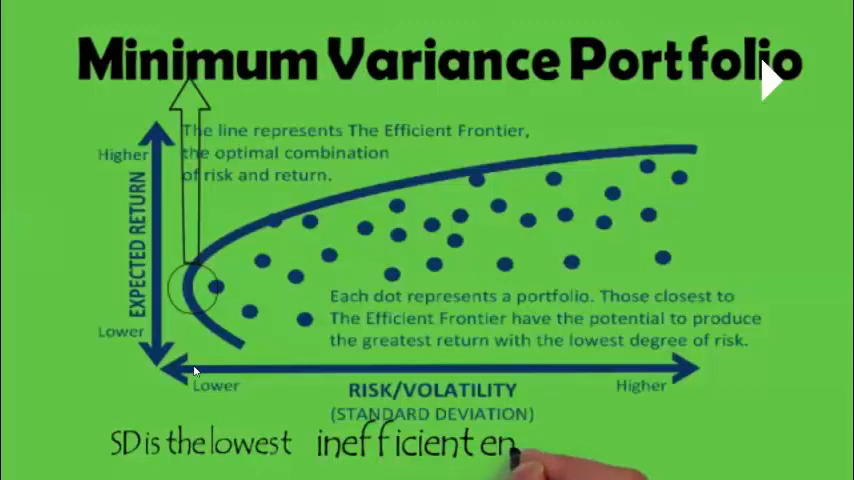 Minimum Variance Portfolio
The line represents The Efficient Frontier,
the optimal combination
of risk and return.
Higher
EXPECTED RETURN
Lower
Each dot represents a portfolio. Those closest to
The Efficient Frontier have the potential to produce
the greatest return with the lowest degree of risk.
Lower
RISK/VOLATILITY
Higher
(STANDARD DEVIATION)
SD is the lowest inefficient en